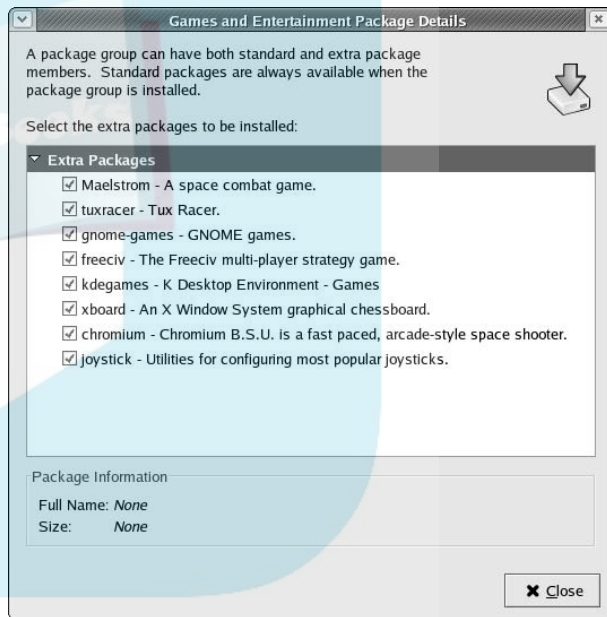 Games and Entertainment Package Details
A package group can have both standard and extra package
members. Standard packages are always available when the
package group is installed.
Select the extra packages to be installed:
Extra Packages
Maelstrom - A space combat game.
tuxracer - Tux Racer.
gnome-games - GNOME games.
freeciv - The Freeciv multi-player strategy game.
kdegames - K Desktop Environment - Games
xboard - An X Window System graphical chessboard.
chromium - Chromium B.S.U. is a fast paced, arcade-style space shooter.
joystick - Utilities for configuring most popular joysticks.
Package Information
Full Name: None
Size: None
Close